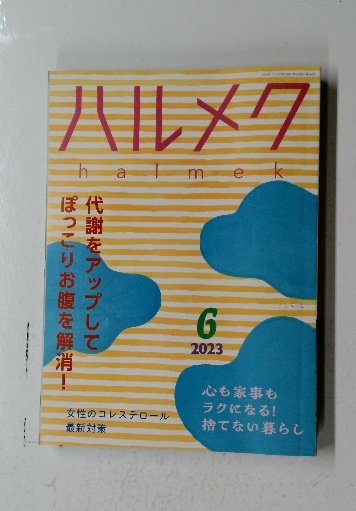 ハルメク
halmek
代謝をアップして
ぽっこりお腹を解消！
6
2023
心も家事も
ラクになる！
捨てない暮らし
女性のコレステロール
最新対策